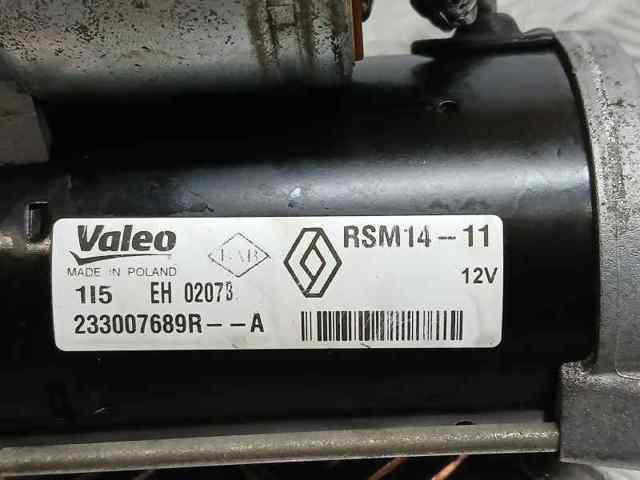 Valeo
RSM14-11
MADE IN POLAND
12V
115 EH 02073
233007689R--A